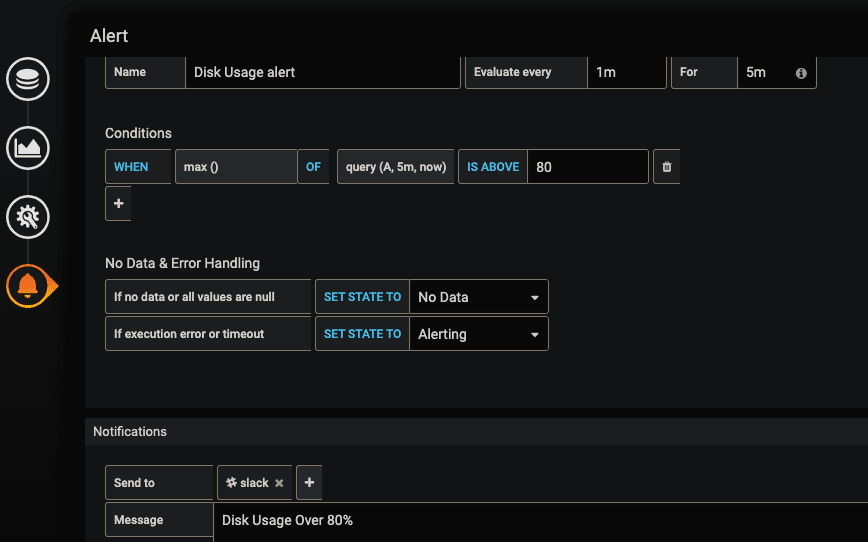 Alert
Name Disk Usage alert Evaluate every 1m For 5m
Conditions
WHEN max () OF query (A, 5m, now) IS ABOVE 80
+
No Data & Error Handling
If no data or all values are null SET STATE TO No Data
If execution error or timeout SET STATE TO Alerting
Notifications
Send to slack × +
Message Disk Usage Over 80%